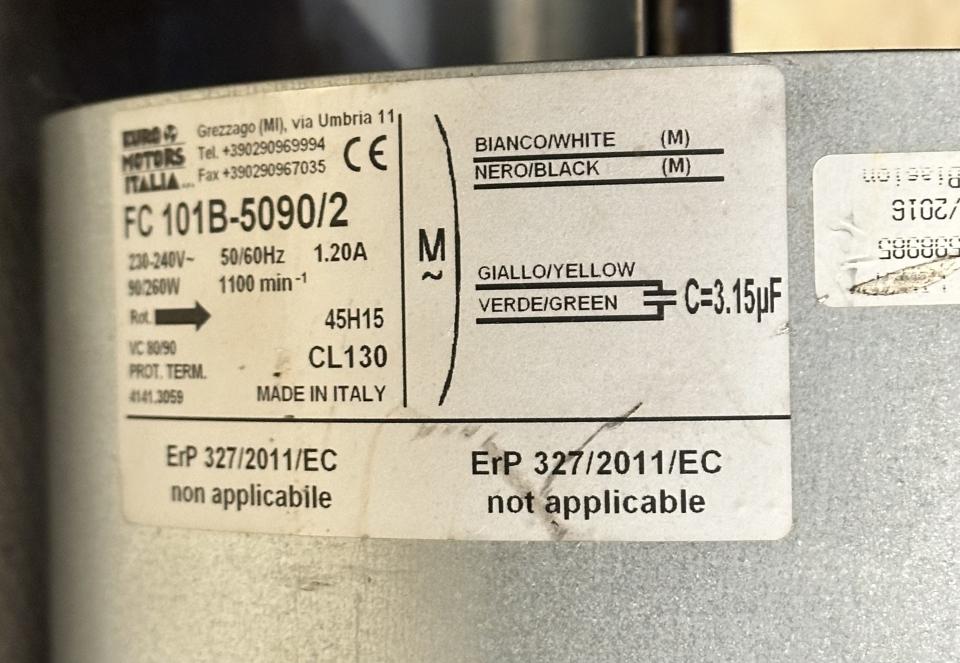 EURO
MOTORS
ITALIA
Grezzago (MI), via Umbria 11
Tel. +390290969994
Fax +390290967035
CE
FC 101B-5090/2
230-240V~ 50/60Hz 1.20A
90/260W 1100 min⁻¹
Rot.
45H15
VC 80/90
CL130
PROT. TERM.
4141.3059
MADE IN ITALY
M
~
BIANCO/WHITE (M)
NERO/BLACK (M)
GIALLO/YELLOW
VERDE/GREEN
C=3.15µF
ErP 327/2011/EC
non applicabile
ErP 327/2011/EC
not applicable
/2016